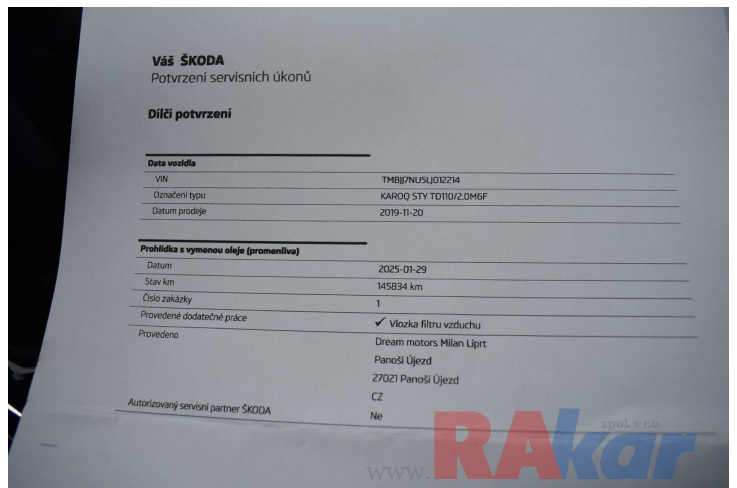 Váš ŠKODA
Potvrzení servisních úkonů
Dílčí potvrzení
Data vozidla
VIN TMBJJ7NU5LJ012214
Označení typu KAROQ STY TD110/2.0M6F
Datum prodeje 2019-11-20
Prohlidka s vymenou oleje (promenliva)
Datum 2025-01-29
Stav km 145834 km
Číslo zakázky 1
Provedené dodatečné práce ✓ Vlozka filtru vzduchu
Provedeno Dream motors Milan Liprt
Panoší Újezd
27021 Panoší Újezd
CZ
Autorizovaný servisní partner ŠKODA Ne
spol. s r.o.
www.RAkar